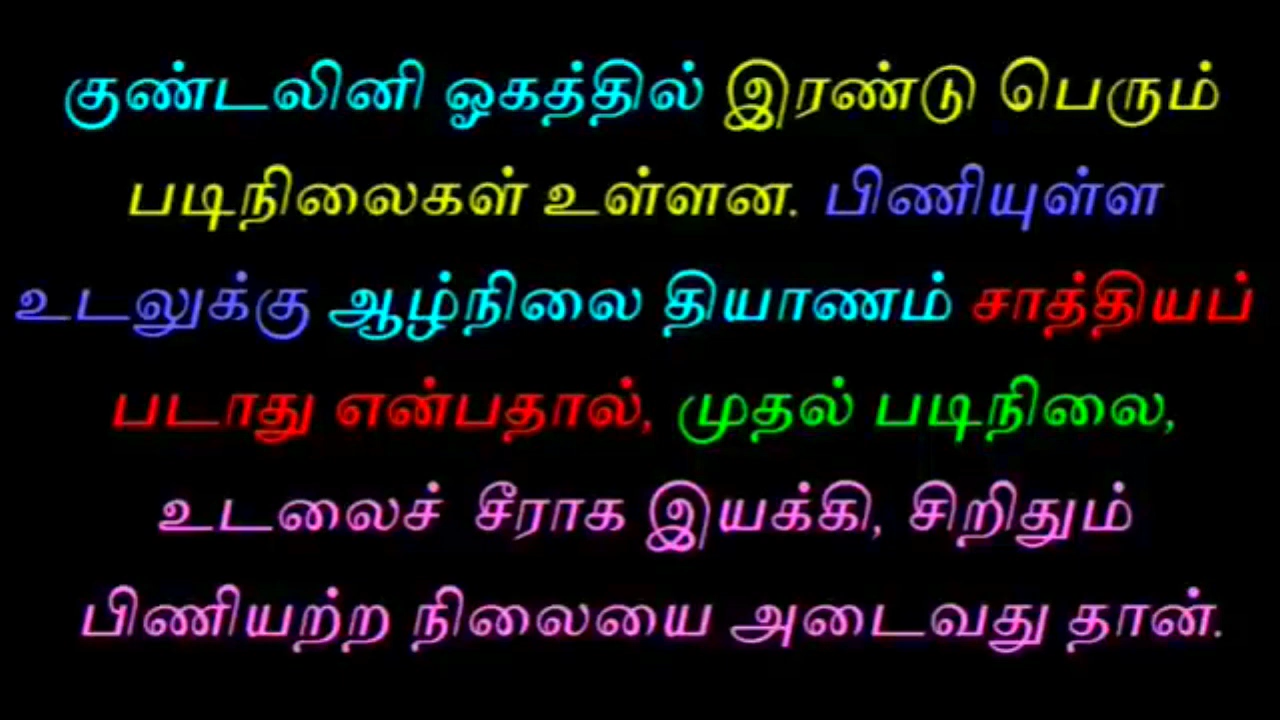 குண்டலினி ஓகத்தில் இரண்டு பெரும்
படிநிலைகள் உள்ளன. பிணியுள்ள
உடலுக்கு ஆழ்நிலை தியாணம் சாத்தியப்
படாது என்பதால், முதல் படிநிலை,
உடலைச் சீராக இயக்கி, சிறிதும்
பிணியற்ற நிலையை அடைவது தான்.